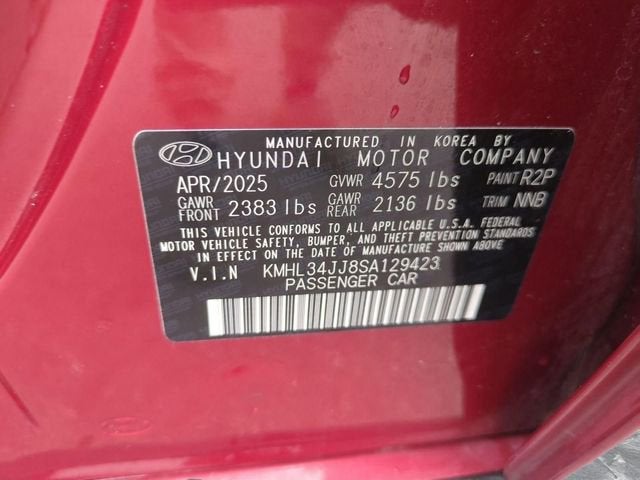 MANUFACTURED IN KOREA BY
HYUNDAI MOTOR COMPANY
APR/2025 GVWR 4575 lbs PAINT R2P
GAWR FRONT 2383 lbs GAWR REAR 2136 lbs TRIM NNB
THIS VEHICLE CONFORMS TO ALL APPLICABLE U.S.A. FEDERAL
MOTOR VEHICLE SAFETY, BUMPER, AND THEFT PREVENTION STANDARDS
IN EFFECT ON THE DATE OF MANUFACTURE SHOWN ABOVE.
V.I.N KMHL34JJ8SA129423
PASSENGER CAR